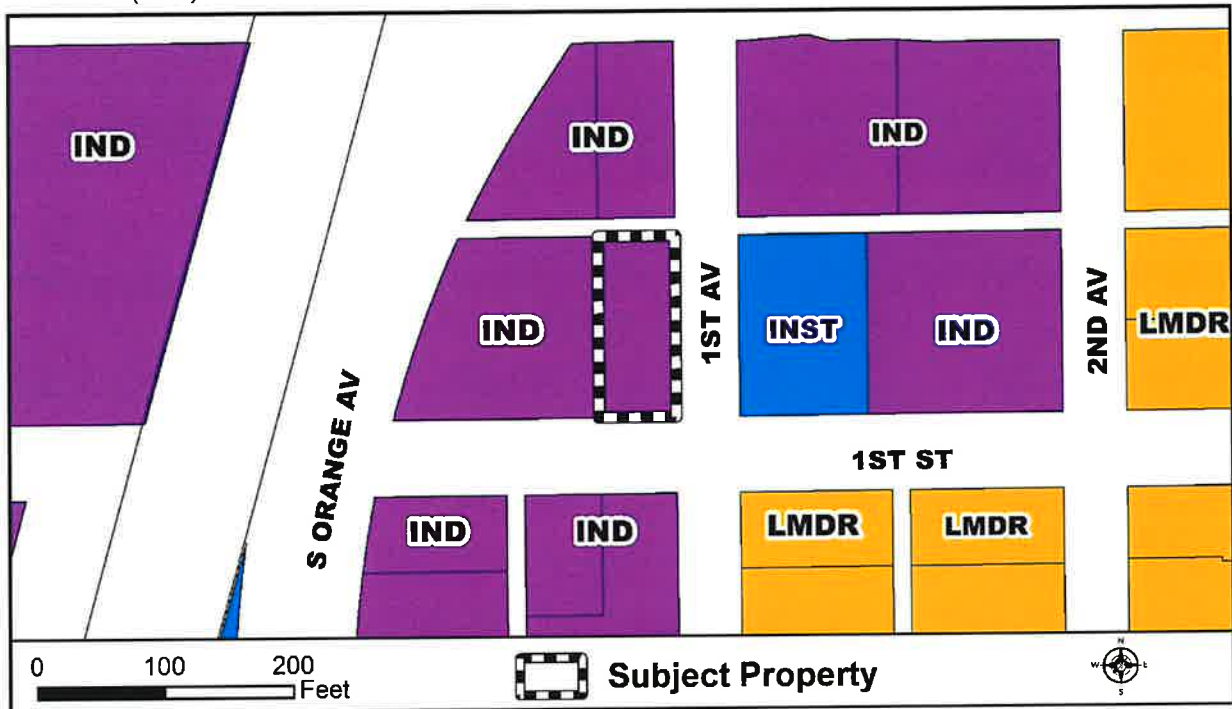 IND
IND
IND
IND
INST
IND
LMDR
1ST AV
2ND AV
S ORANGE AV
1ST ST
IND
IND
LMDR
LMDR
0 100 200
Feet
Subject Property
N
W E
S